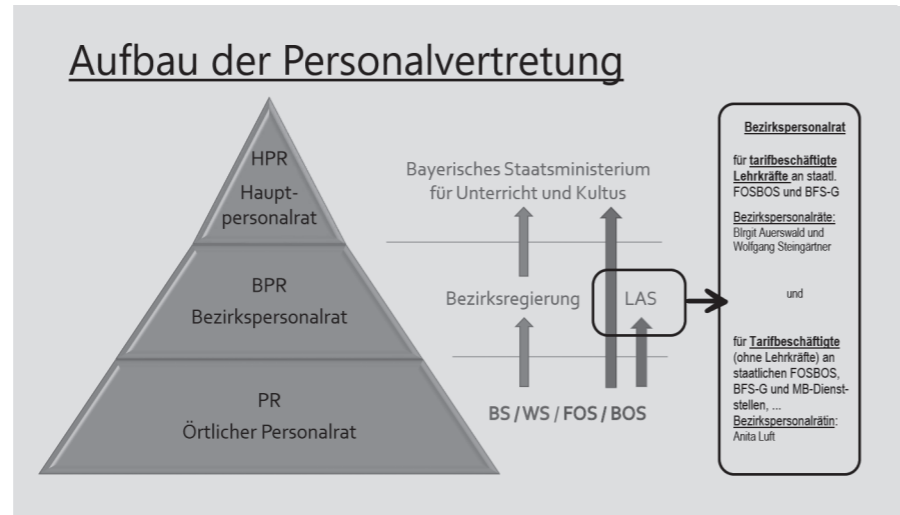 Aufbau der Personalvertretung
HPR
Haupt-
personalrat
BPR
Bezirkspersonalrat
PR
Örtlicher Personalrat
Bayerisches Staatsministerium
für Unterricht und Kultus
Bezirksregierung
LAS
BS / WS / FOS / BOS
Bezirkspersonalrat
für tarifbeschäftigte
Lehrkräfte an staatl.
FOSBOS und BFS-G
Bezirkspersonalräte:
BIrgit Auerswald und
Wolfgang Steingärtner
und
für Tarifbeschäftigte
(ohne Lehrkräfte) an
staatlichen FOSBOS,
BFS-G und MB-Dienst-
stellen, ...
Bezirkspersonalrätin:
Anita Luft